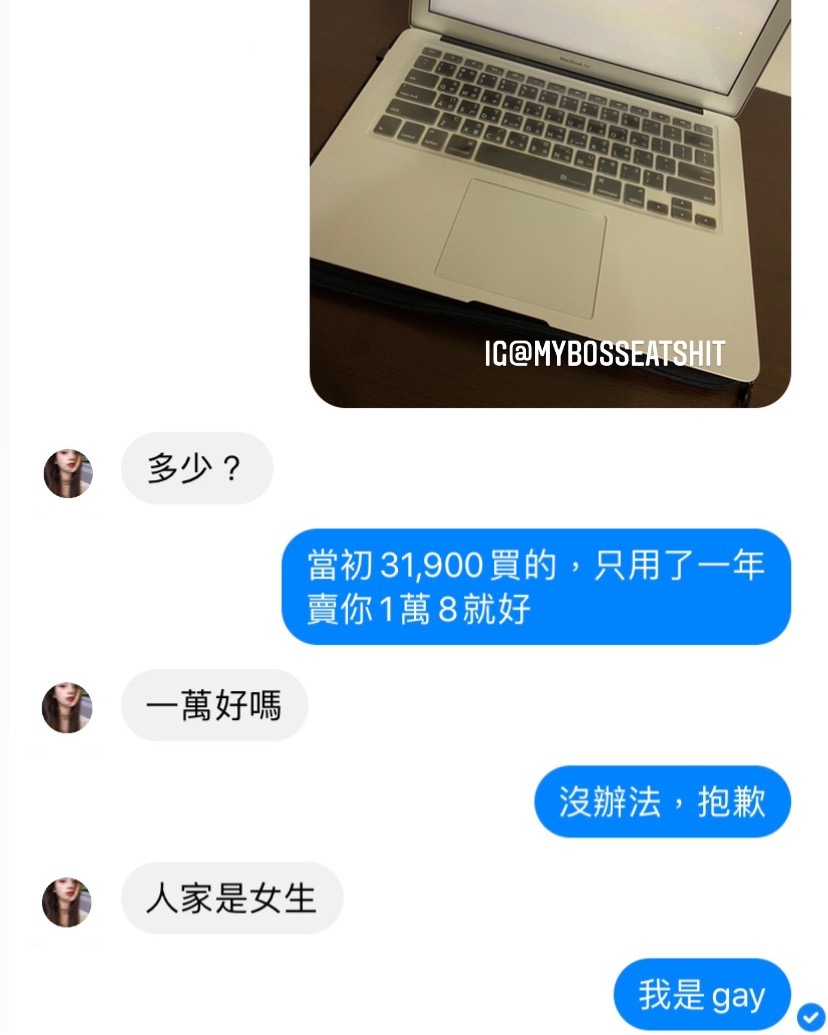 MacBook Air
IG@MYBOSSEATSHIT
多少？
當初31,900買的，只用了一年
賣你1萬8就好
一萬好嗎
沒辦法，抱歉
人家是女生
我是gay